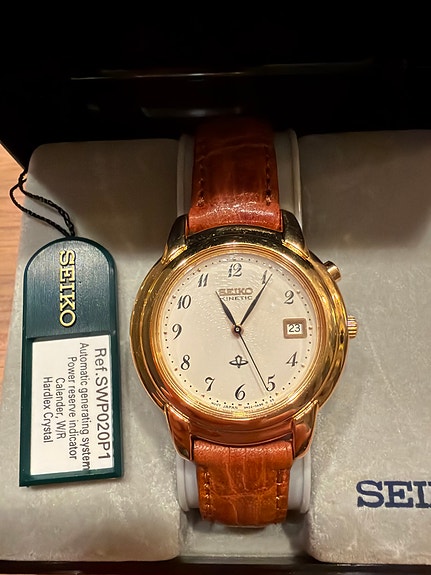 SEIKO
Ref.SWP020P1
Automatic generating system
Power reserve indicator
Calender, W/R
Hardlex Crystal
12
1
2
23
4
5
6
7
8
9
10
11
SEIKO
KINETIC
JAPAN
SEI